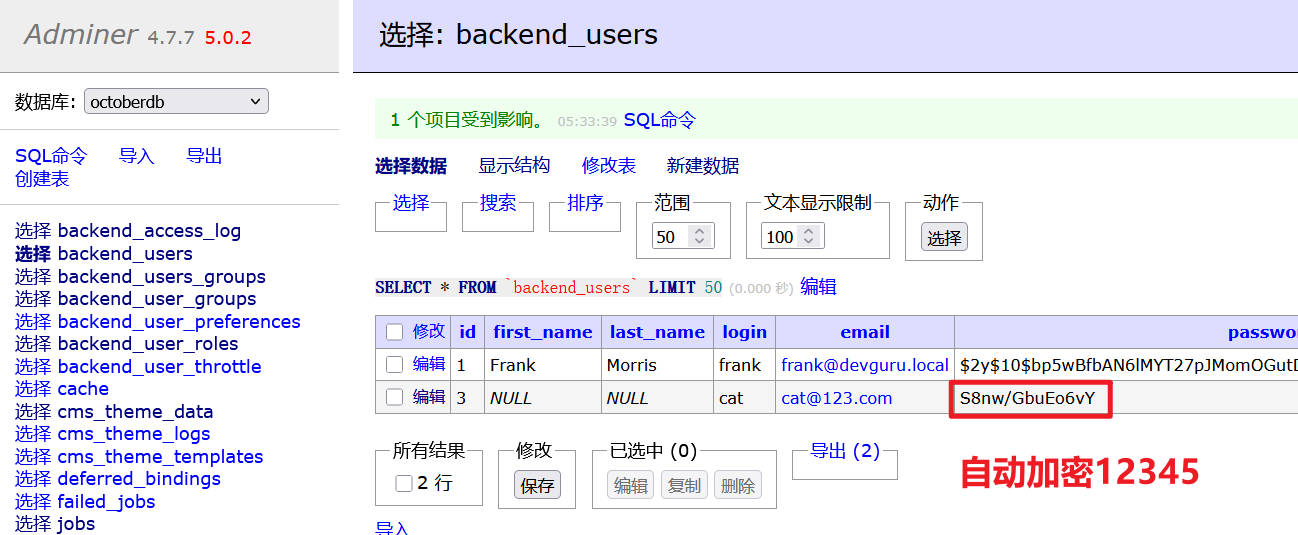 Adminer 4.7.7 5.0.2
数据库: octoberdb
SQL命令 导入 导出
创建表
选择 backend_access_log
选择 backend_users
选择 backend_users_groups
选择 backend_user_groups
选择 backend_user_preferences
选择 backend_user_roles
选择 backend_user_throttle
选择 cache
选择 cms_theme_data
选择 cms_theme_logs
选择 cms_theme_templates
选择 deferred_bindings
选择 failed_jobs
选择 jobs
选择: backend_users
1 个项目受到影响。 05:33:39 SQL命令
选择数据 显示结构 修改表 新建数据
选择 搜索 排序 范围 文本显示限制 动作
50 100 选择
SELECT * FROM `backend_users` LIMIT 50 (0.000 秒) 编辑
修改 id first_name last_name login email passwo
编辑 1 Frank Morris frank frank@devguru.local $2y$10$bp5wBfbAN6lMYT27pJMomOGut
编辑 3 NULL NULL cat cat@123.com S8nw/GbuEo6vY
所有结果 修改 已选中 (0) 导出 (2)
2 行 保存 编辑 复制 删除
自动加密12345
导入